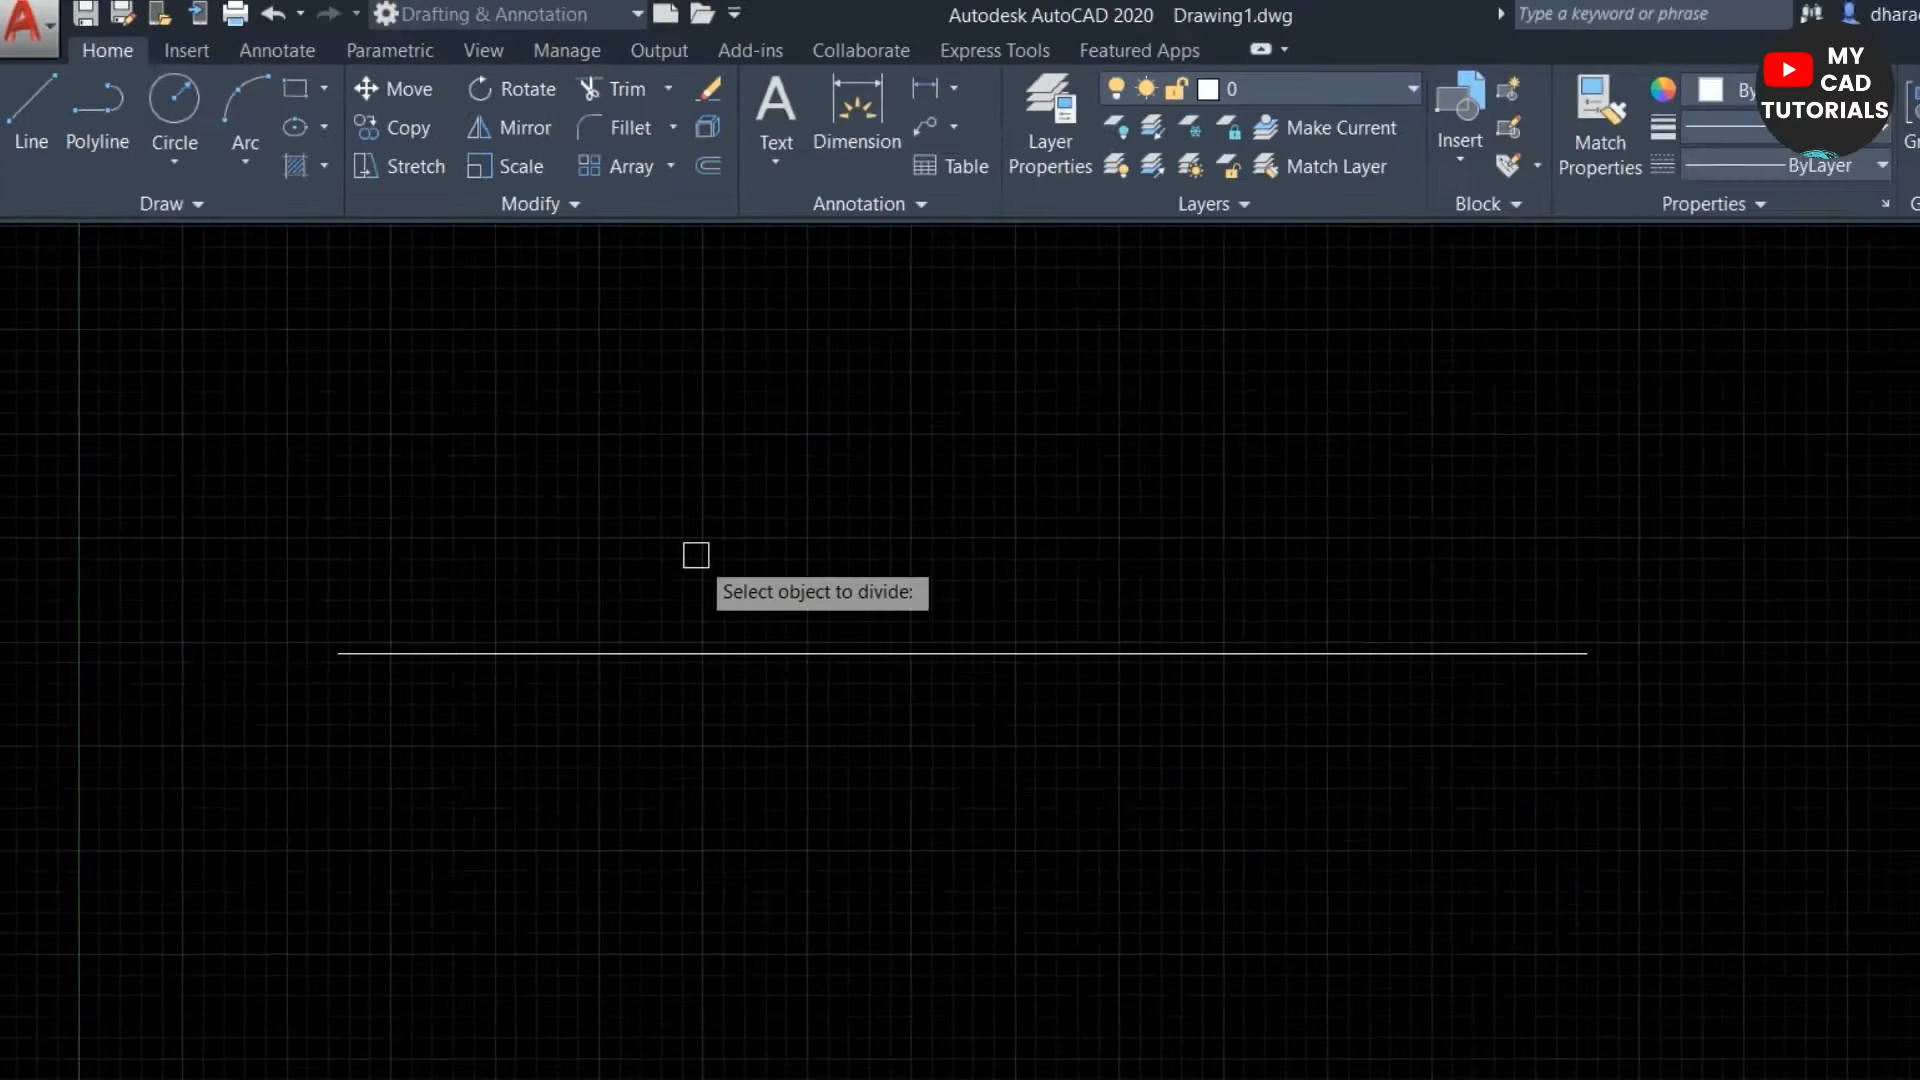 Drafting & Annotation
Autodesk AutoCAD 2020 Drawing1.dwg
Type a keyword or phrase
Home Insert Annotate Parametric View Manage Output Add-ins Collaborate Express Tools Featured Apps
MY
CAD
TUTORIALS
Line Polyline Circle Arc
Move Rotate Trim
Copy Mirror Fillet
Stretch Scale Array
Text Dimension
Table
Layer
Properties
0
Make Current
Match Layer
Insert
Match
Properties
ByLayer
Draw Modify Annotation Layers Block Properties
Select object to divide: